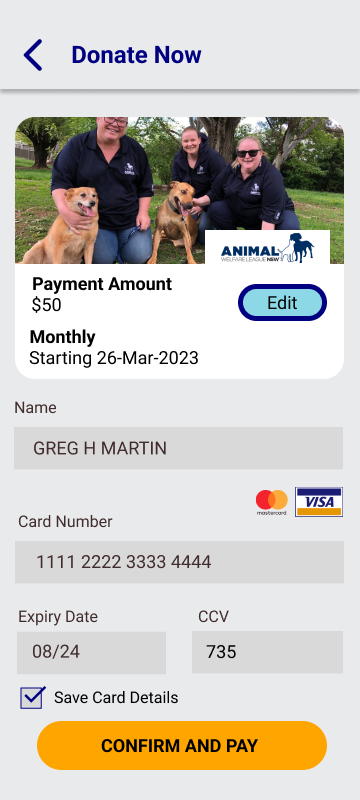 Donate Now
ANIMAL
WELFARE LEAGUE NSW
Payment Amount
$50
Edit
Monthly
Starting 26-Mar-2023
Name
GREG H MARTIN
mastercard
VISA
Card Number
1111 2222 3333 4444
Expiry Date
CCV
08/24
735
Save Card Details
CONFIRM AND PAY